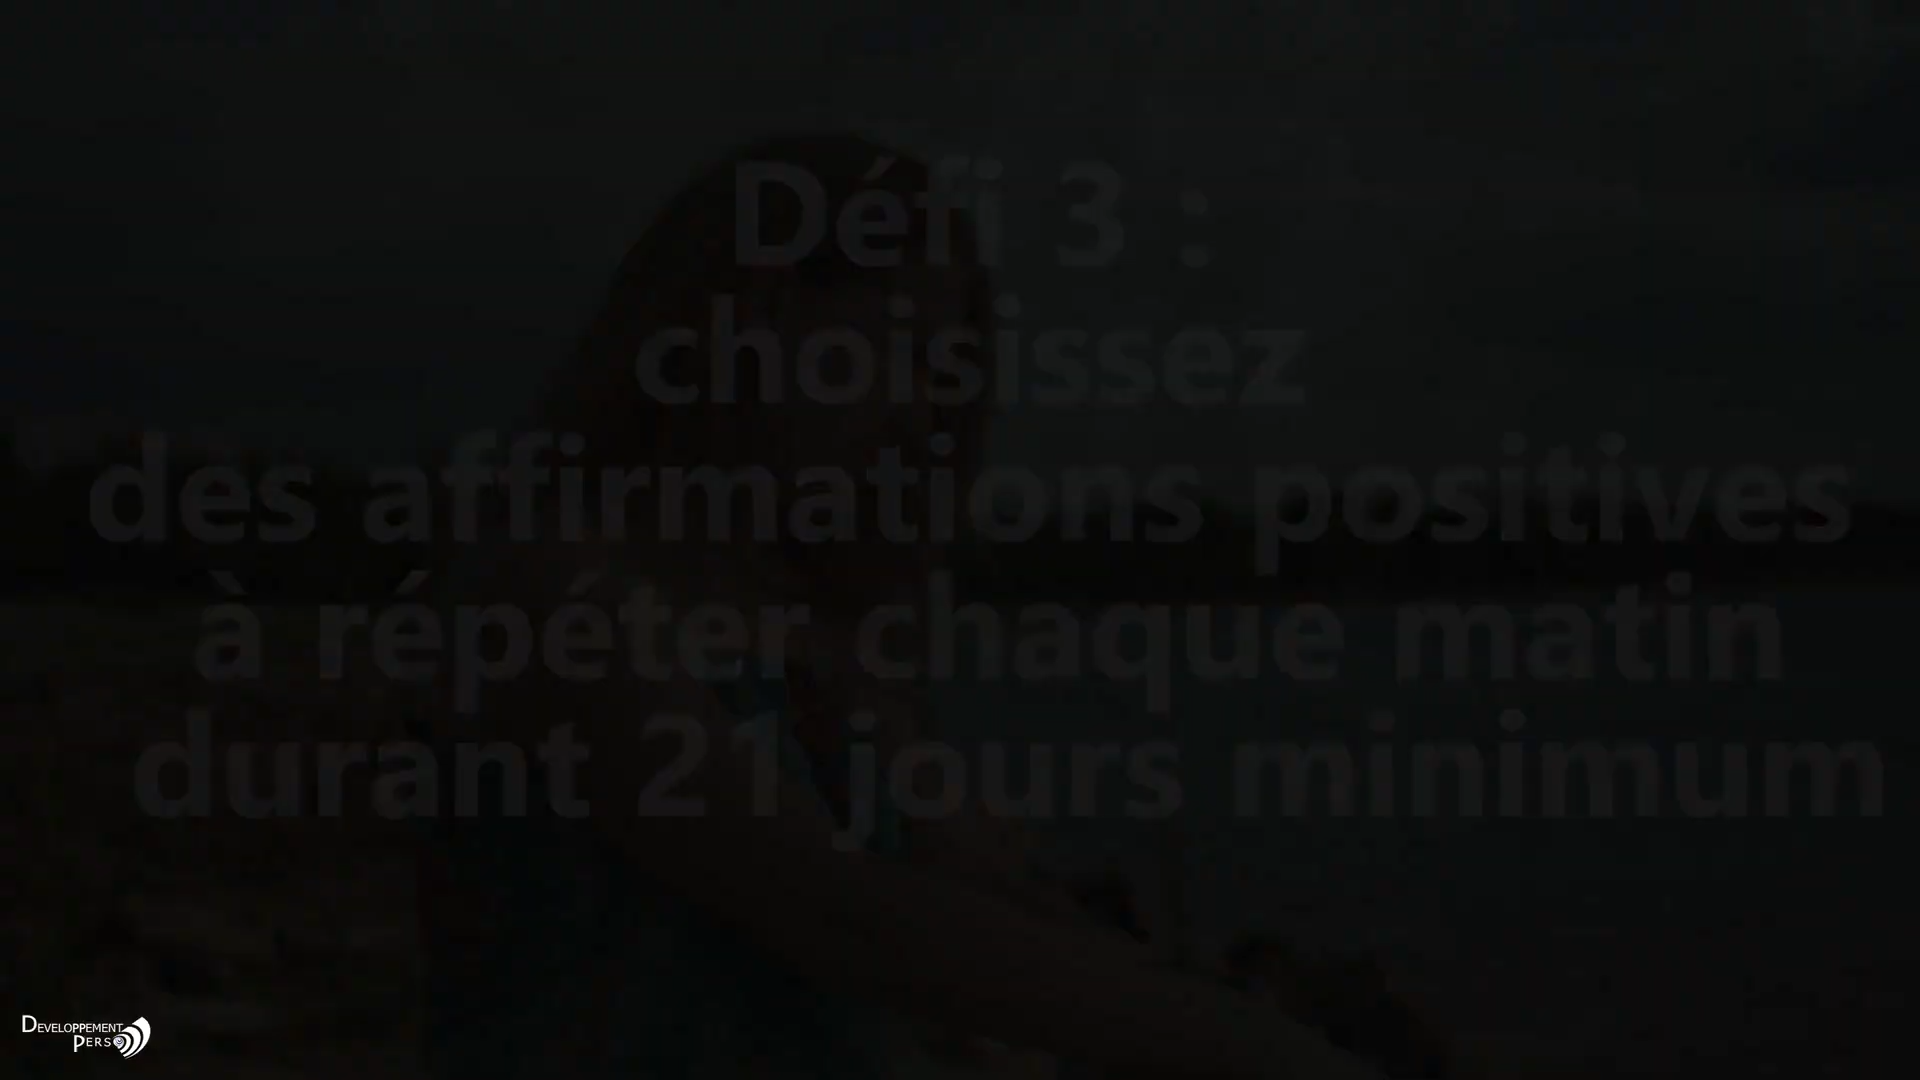 Défi 3 :
choisissez
des affirmations positives
à répéter chaque matin
durant 21 jours minimum
DEVELOPPEMENT
PERSO